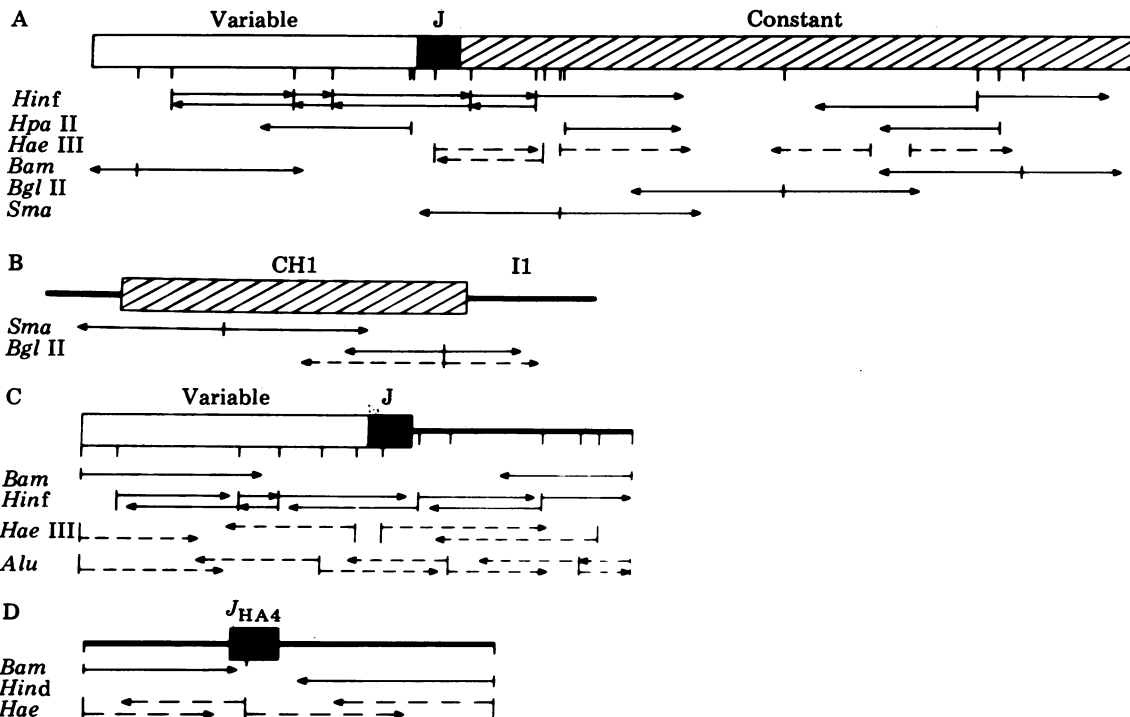 A Variable J Constant
Hinf
Hpa II
Hae III
Bam
Bgl II
Sma
B CH1 I1
Sma
Bgl II
C Variable J
Bam
Hinf
Hae III
Alu
D JHA4
Bam
Hind
Hae